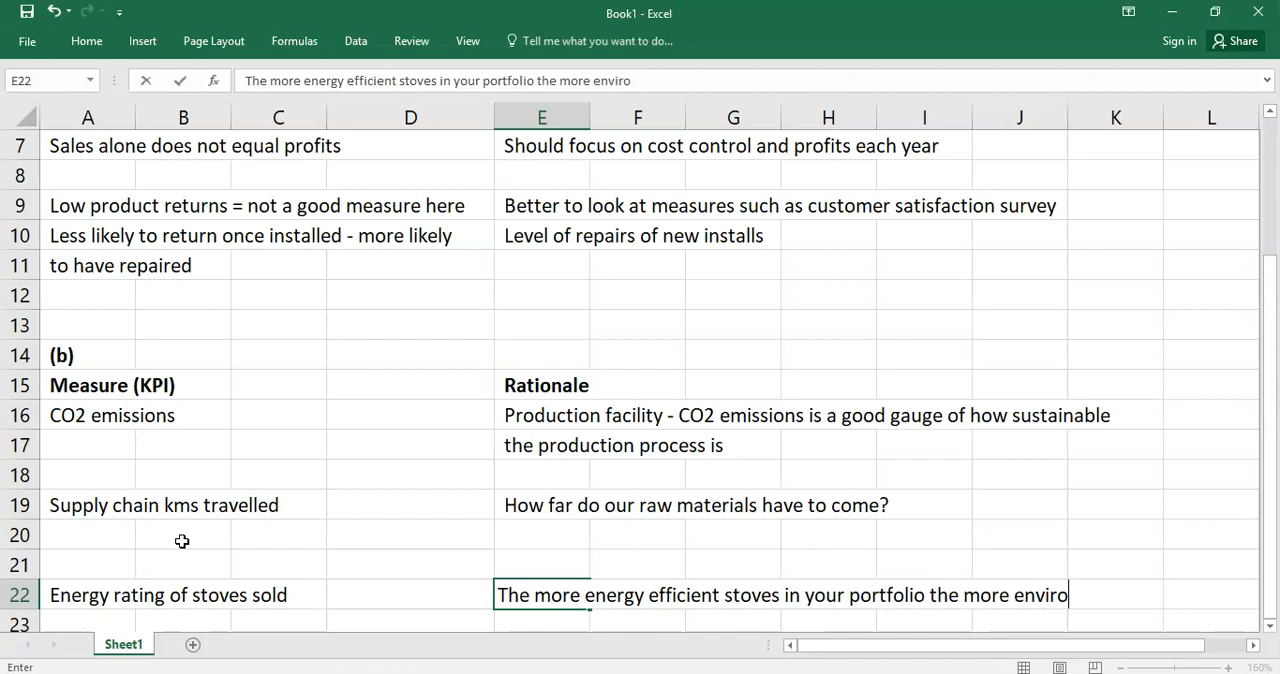 Book1 - Excel
File Home Insert Page Layout Formulas Data Review View Tell me what you want to do... Sign in Share
E22 fx The more energy efficient stoves in your portfolio the more enviro
A B C D E F G H I J K L
7 Sales alone does not equal profits Should focus on cost control and profits each year
8
9 Low product returns = not a good measure here Better to look at measures such as customer satisfaction survey
10 Less likely to return once installed - more likely Level of repairs of new installs
11 to have repaired
12
13
14 (b)
15 Measure (KPI) Rationale
16 CO2 emissions Production facility - CO2 emissions is a good gauge of how sustainable
17 the production process is
18
19 Supply chain kms travelled How far do our raw materials have to come?
20
21
22 Energy rating of stoves sold The more energy efficient stoves in your portfolio the more enviro
23
Sheet1
Enter 160%